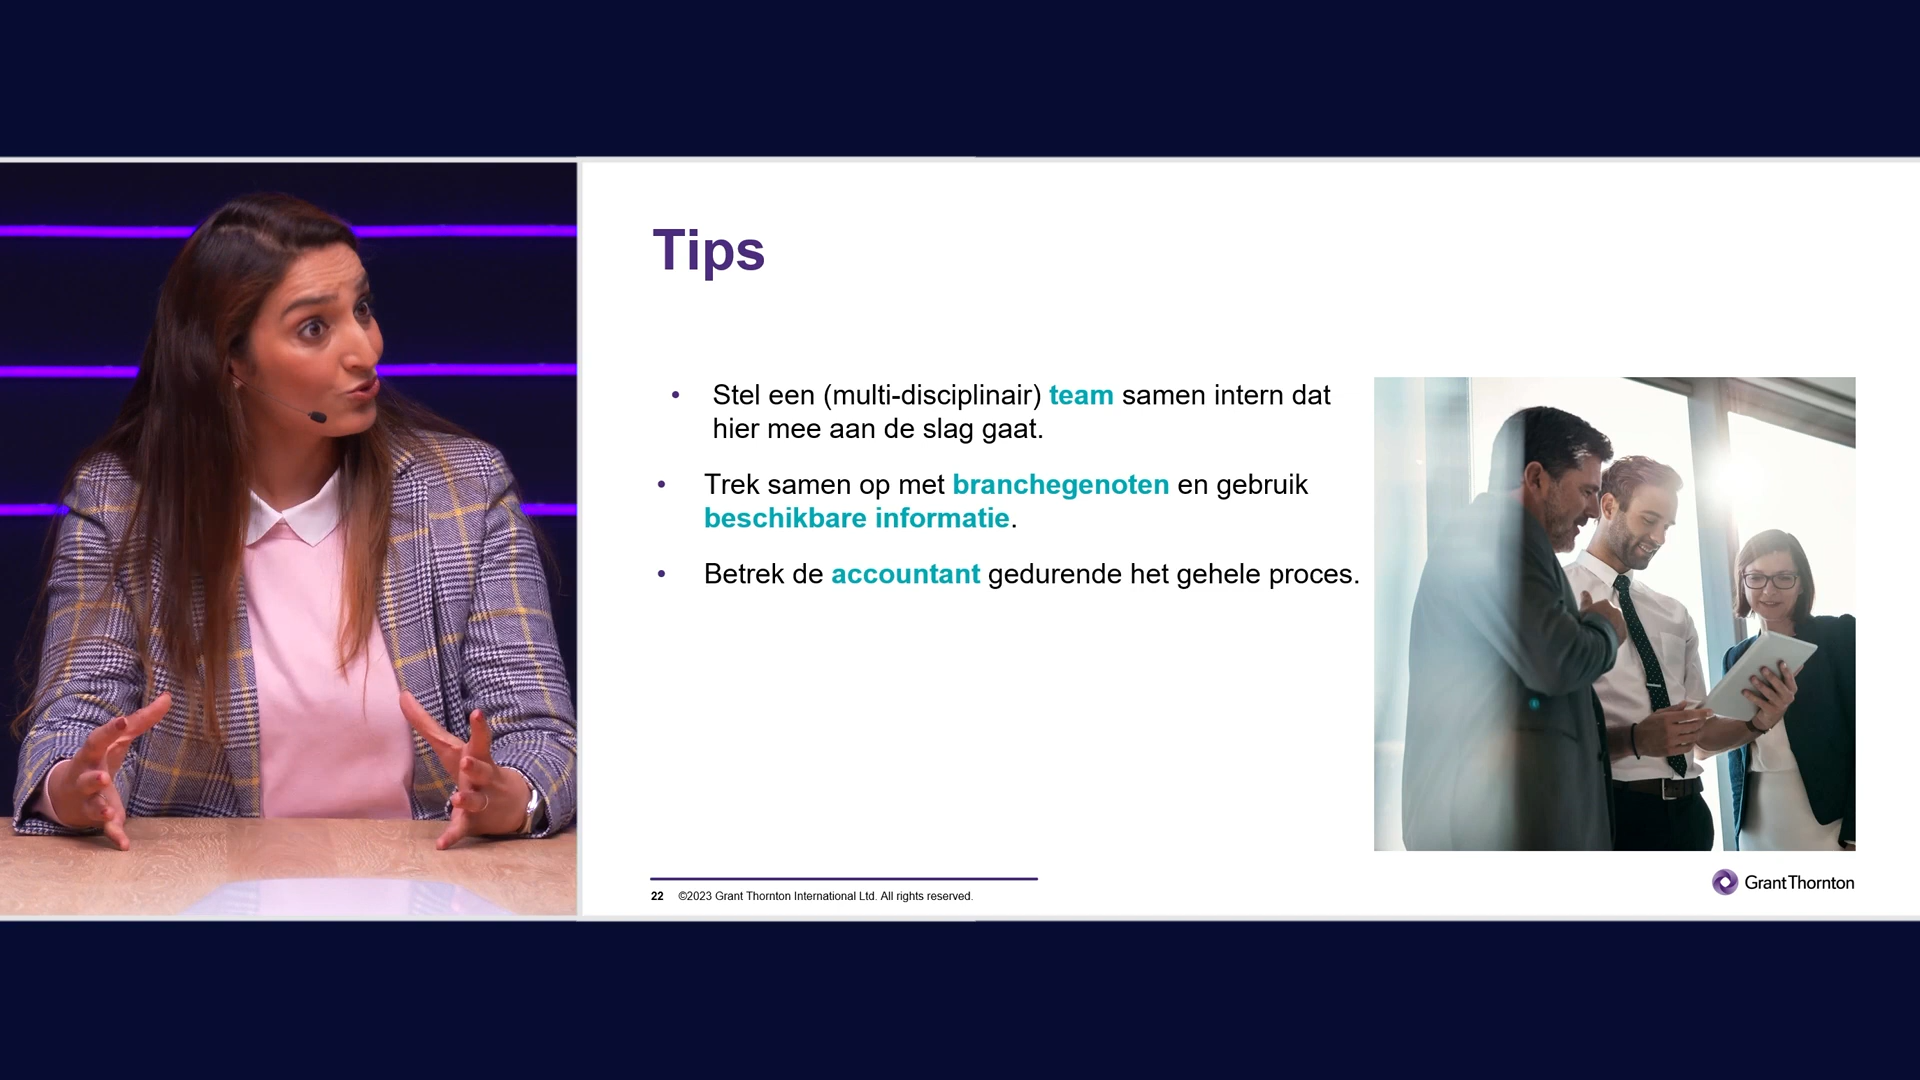 Tips
• Stel een (multi-disciplinair) team samen intern dat
hier mee aan de slag gaat.
• Trek samen op met branchegenoten en gebruik
beschikbare informatie.
• Betrek de accountant gedurende het gehele proces.
22 ©2023 Grant Thornton International Ltd. All rights reserved.
GrantThornton